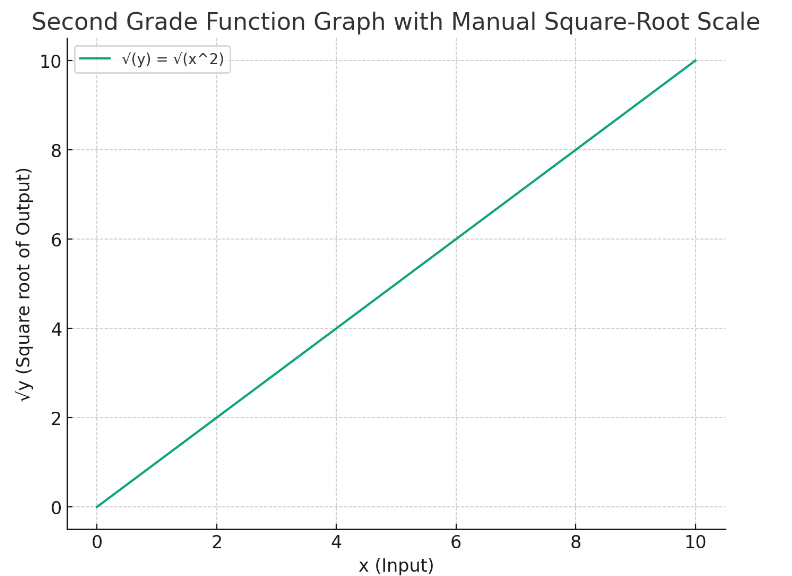 Second Grade Function Graph with Manual Square-Root Scale
√(y) = √(x^2)
√y (Square root of Output)
10
8
6
4
2
0
0 2 4 6 8 10
x (Input)